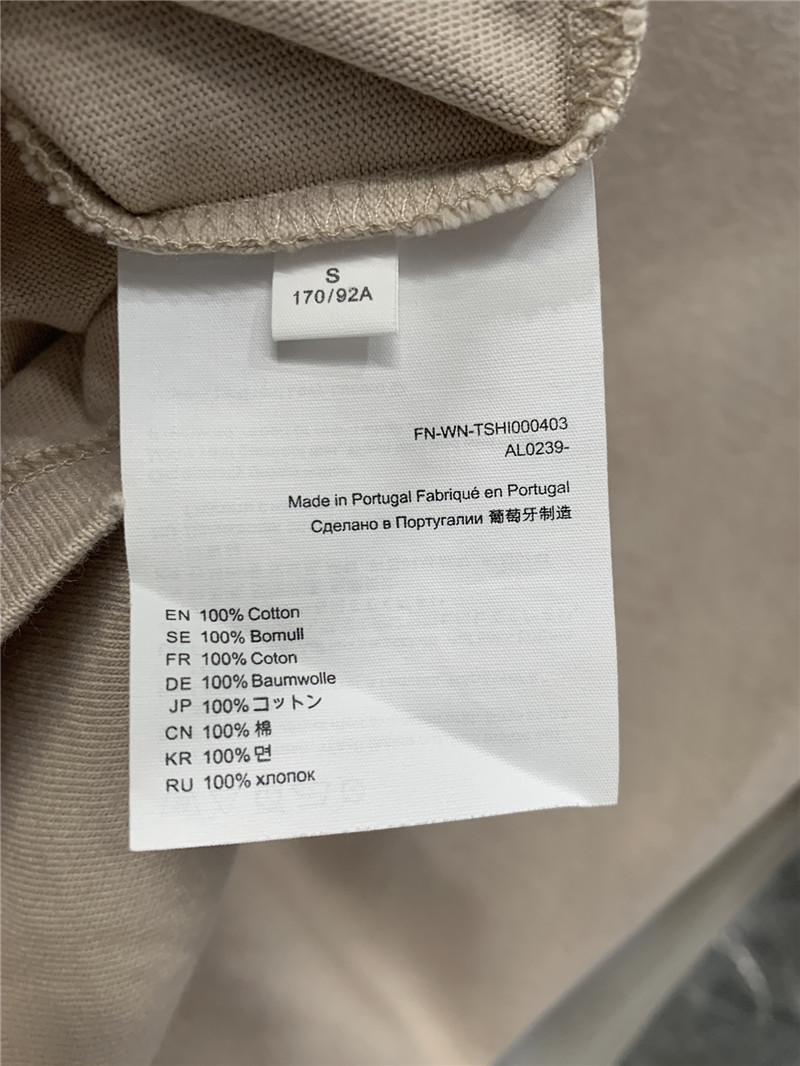 S
170/92A
FN-WN-TSHI000403
AL0239-
Made in Portugal Fabriqué en Portugal
Сделано в Португалии 葡萄牙制造
EN 100% Cotton
SE 100% Bomull
FR 100% Coton
DE 100% Baumwolle
JP 100% コットン
CN 100% 棉
KR 100% 면
RU 100% хлопок